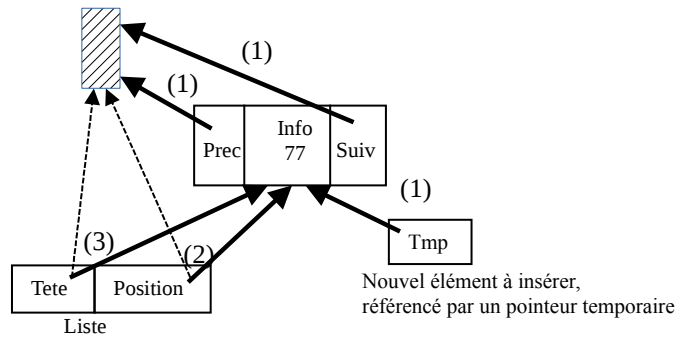 (1)
(1)
Prec
Info
77
Suiv
(1)
Tmp
(3)
(2)
Tete
Position
Nouvel élément à insérer,
référencé par un pointeur temporaire
Liste